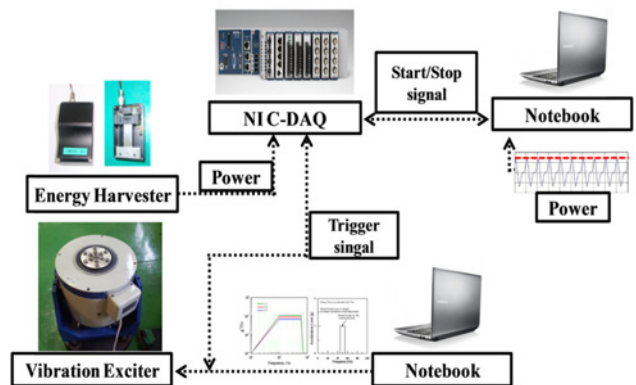 Start/Stop
signal
NI C-DAQ
Notebook
Power
Energy Harvester
Power
Trigger
singal
Vibration Exciter
Notebook